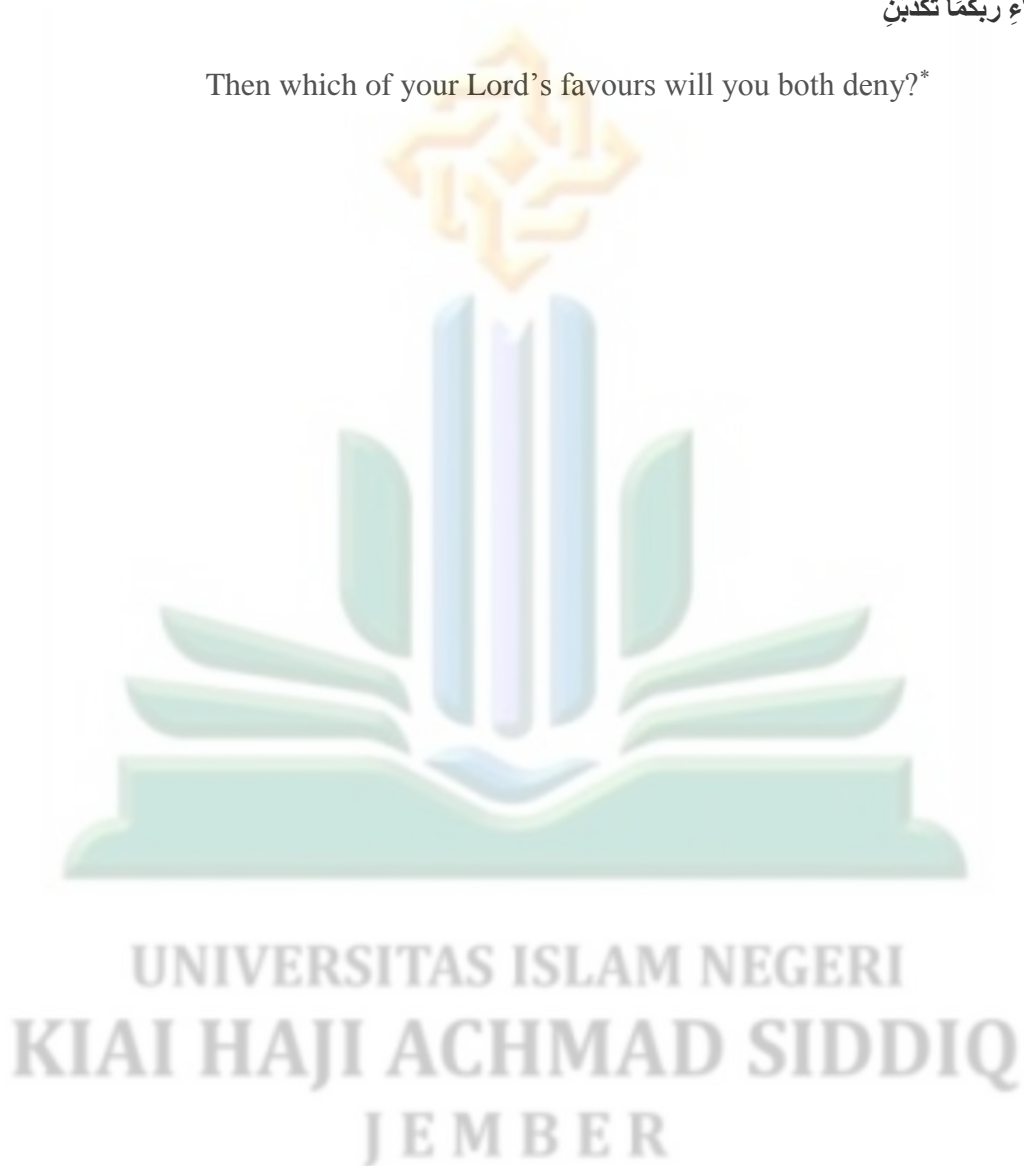 ربكمَا تكذبنِ
Then which of your Lord’s favours will you both deny?*
UNIVERSITAS ISLAM NEGERI
KIAI HAJI ACHMAD SIDDIQ
JEMBER